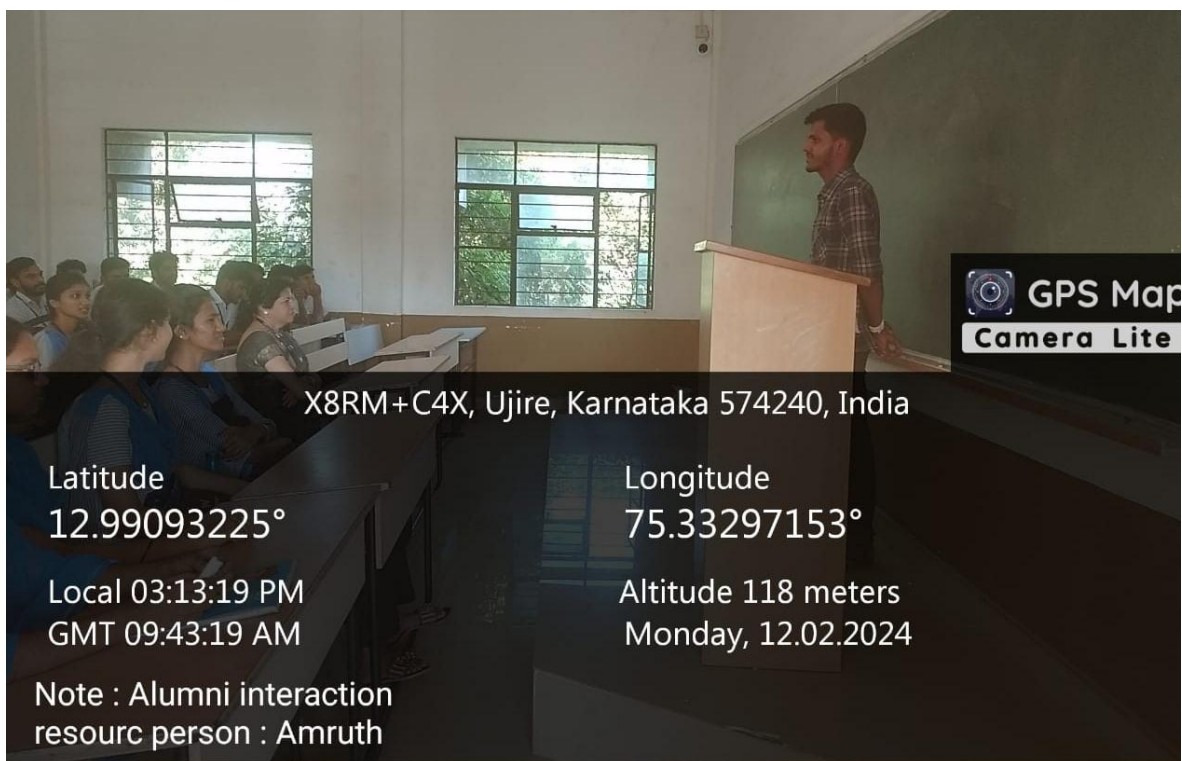 GPS Map
Camera Lite
X8RM+C4X, Ujire, Karnataka 574240, India
Latitude
12.99093225°
Longitude
75.33297153°
Local 03:13:19 PM
GMT 09:43:19 AM
Altitude 118 meters
Monday, 12.02.2024
Note : Alumni interaction
resourc person : Amruth